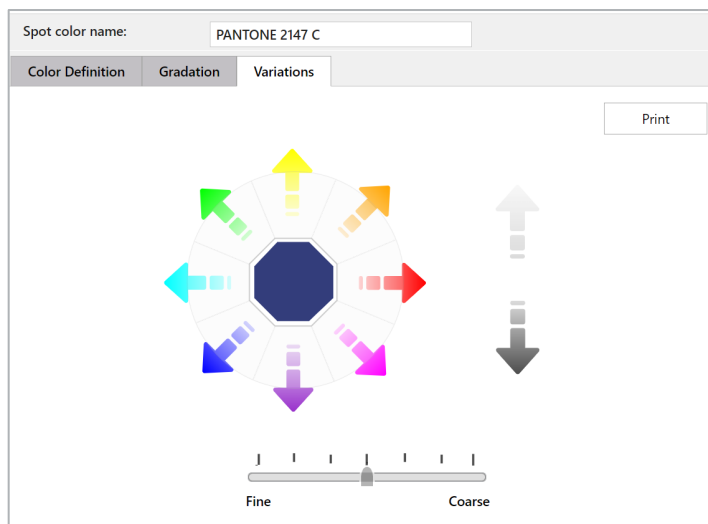 Spot color name:
PANTONE 2147 C
Color Definition
Gradation
Variations
Print
Fine
Coarse